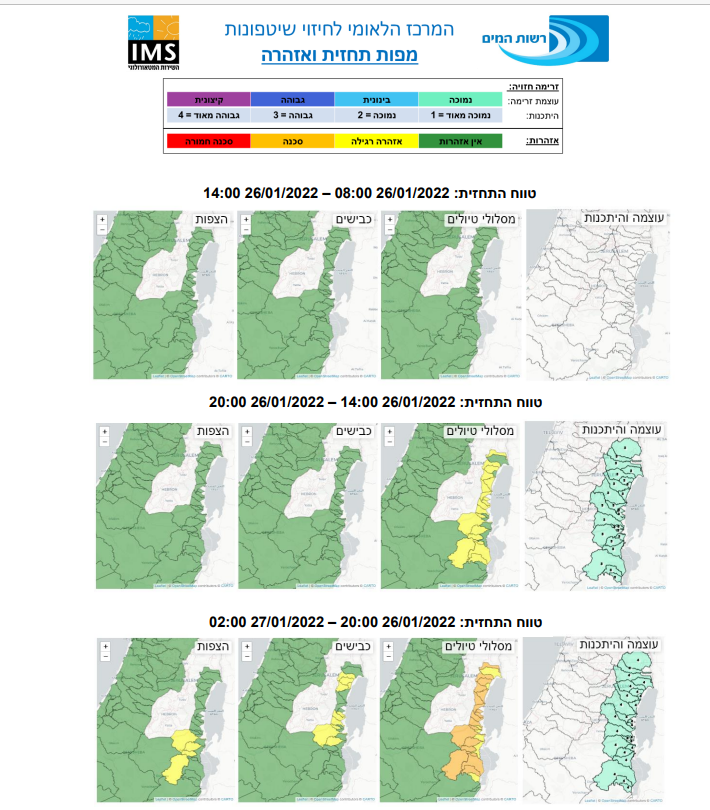 המרכז הלאומי לחיזוי שיטפונות
מפות תחזית ואזהרה
רשות המים
IMS
השירות המטאורולוגי
זרימה חזויה:
עוצמת זרימה: נמוכה בינונית גבוהה קיצונית
היתכנות: נמוכה מאוד = 1 נמוכה = 2 גבוהה = 3 גבוהה מאוד = 4
אזהרות: אין אזהרות אזהרה רגילה סכנה סכנה חמורה
טווח התחזית: 26/01/2022 08:00 – 26/01/2022 14:00
עוצמה והיתכנות מסלולי טיולים כבישים הצפות
טווח התחזית: 26/01/2022 14:00 – 26/01/2022 20:00
עוצמה והיתכנות מסלולי טיולים כבישים הצפות
טווח התחזית: 26/01/2022 20:00 – 27/01/2022 02:00
עוצמה והיתכנות מסלולי טיולים כבישים הצפות